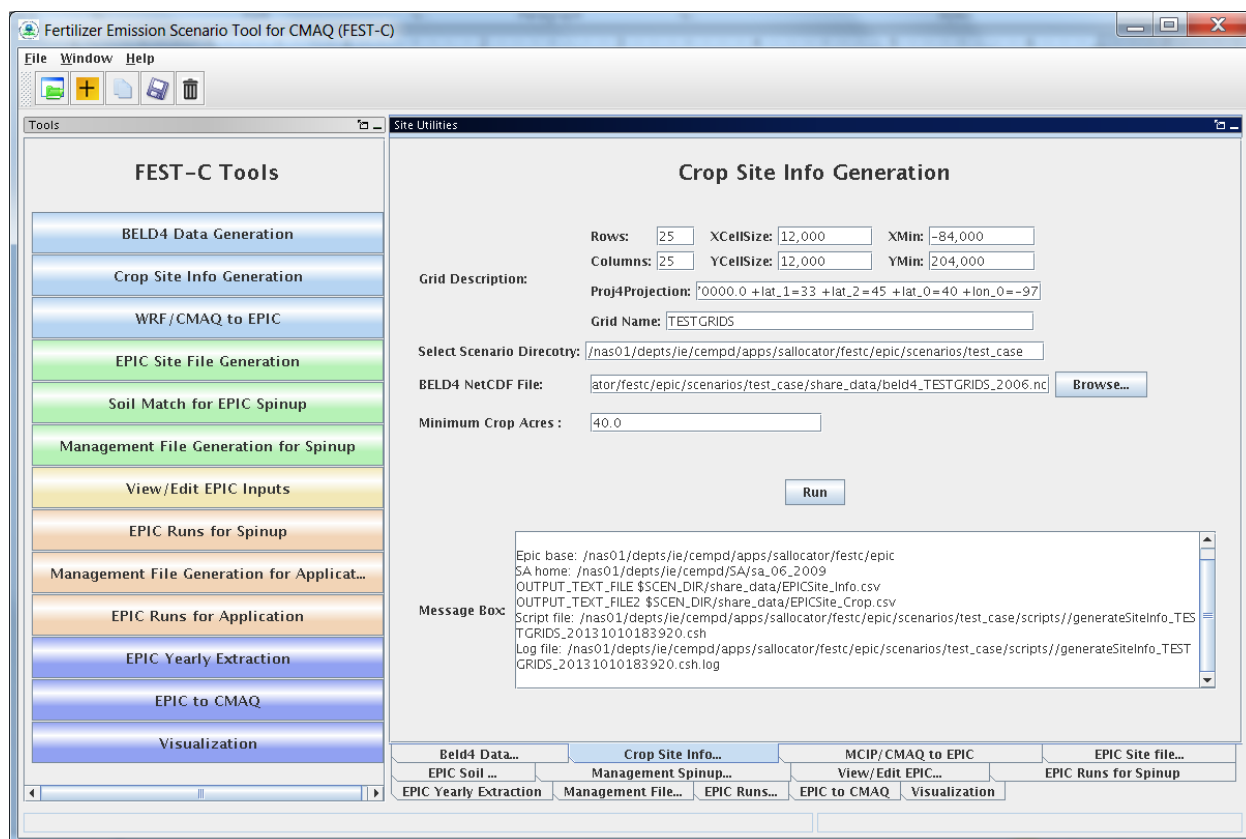 Fertilizer Emission Scenario Tool for CMAQ (FEST-C)
File Window Help
Tools
Site Utilities
FEST-C Tools
BELD4 Data Generation
Crop Site Info Generation
WRF/CMAQ to EPIC
EPIC Site File Generation
Soil Match for EPIC Spinup
Management File Generation for Spinup
View/Edit EPIC Inputs
EPIC Runs for Spinup
Management File Generation for Applicat...
EPIC Runs for Application
EPIC Yearly Extraction
EPIC to CMAQ
Visualization
Crop Site Info Generation
Grid Description:
Rows: 25 XCellSize: 12,000 XMin: -84,000
Columns: 25 YCellSize: 12,000 YMin: 204,000
Proj4Projection: '0000.0 +lat_1=33 +lat_2=45 +lat_0=40 +lon_0=-97
Grid Name: TESTGRIDS
Select Scenario Direcotry: /nas01/depts/ie/cempd/apps/sallocator/festc/epic/scenarios/test_case
BELD4 NetCDF File: ator/festc/epic/scenarios/test_case/share_data/beld4_TESTGRIDS_2006.nc Browse...
Minimum Crop Acres : 40.0
Run
Message Box:
Epic base: /nas01/depts/ie/cempd/apps/sallocator/festc/epic
SA home: /nas01/depts/ie/cempd/SA/sa_06_2009
OUTPUT_TEXT_FILE $SCEN_DIR/share_data/EPICSite_Info.csv
OUTPUT_TEXT_FILE2 $SCEN_DIR/share_data/EPICSite_Crop.csv
Script file: /nas01/depts/ie/cempd/apps/sallocator/festc/epic/scenarios/test_case/scripts//generateSiteInfo_TES
TGRIDS_20131010183920.csh
Log file: /nas01/depts/ie/cempd/apps/sallocator/festc/epic/scenarios/test_case/scripts//generateSiteInfo_TEST
GRIDS_20131010183920.csh.log
Beld4 Data... Crop Site Info... MCIP/CMAQ to EPIC EPIC Site file...
EPIC Soil ... Management Spinup... View/Edit EPIC... EPIC Runs for Spinup
EPIC Yearly Extraction Management File... EPIC Runs... EPIC to CMAQ Visualization